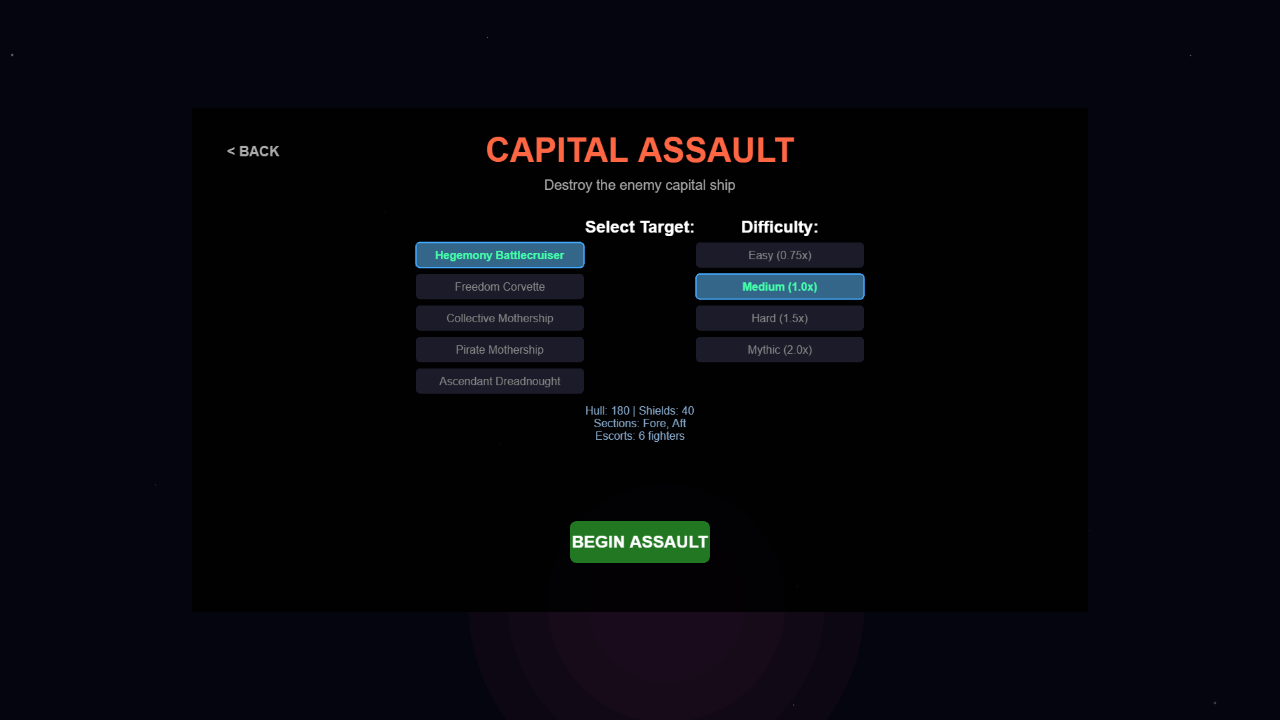 < BACK
CAPITAL ASSAULT
Destroy the enemy capital ship
Select Target:
Difficulty:
Hegemony Battlecruiser
Easy (0.75x)
Freedom Corvette
Medium (1.0x)
Collective Mothership
Hard (1.5x)
Pirate Mothership
Mythic (2.0x)
Ascendant Dreadnought
Hull: 180 | Shields: 40
Sections: Fore, Aft
Escorts: 6 fighters
BEGIN ASSAULT